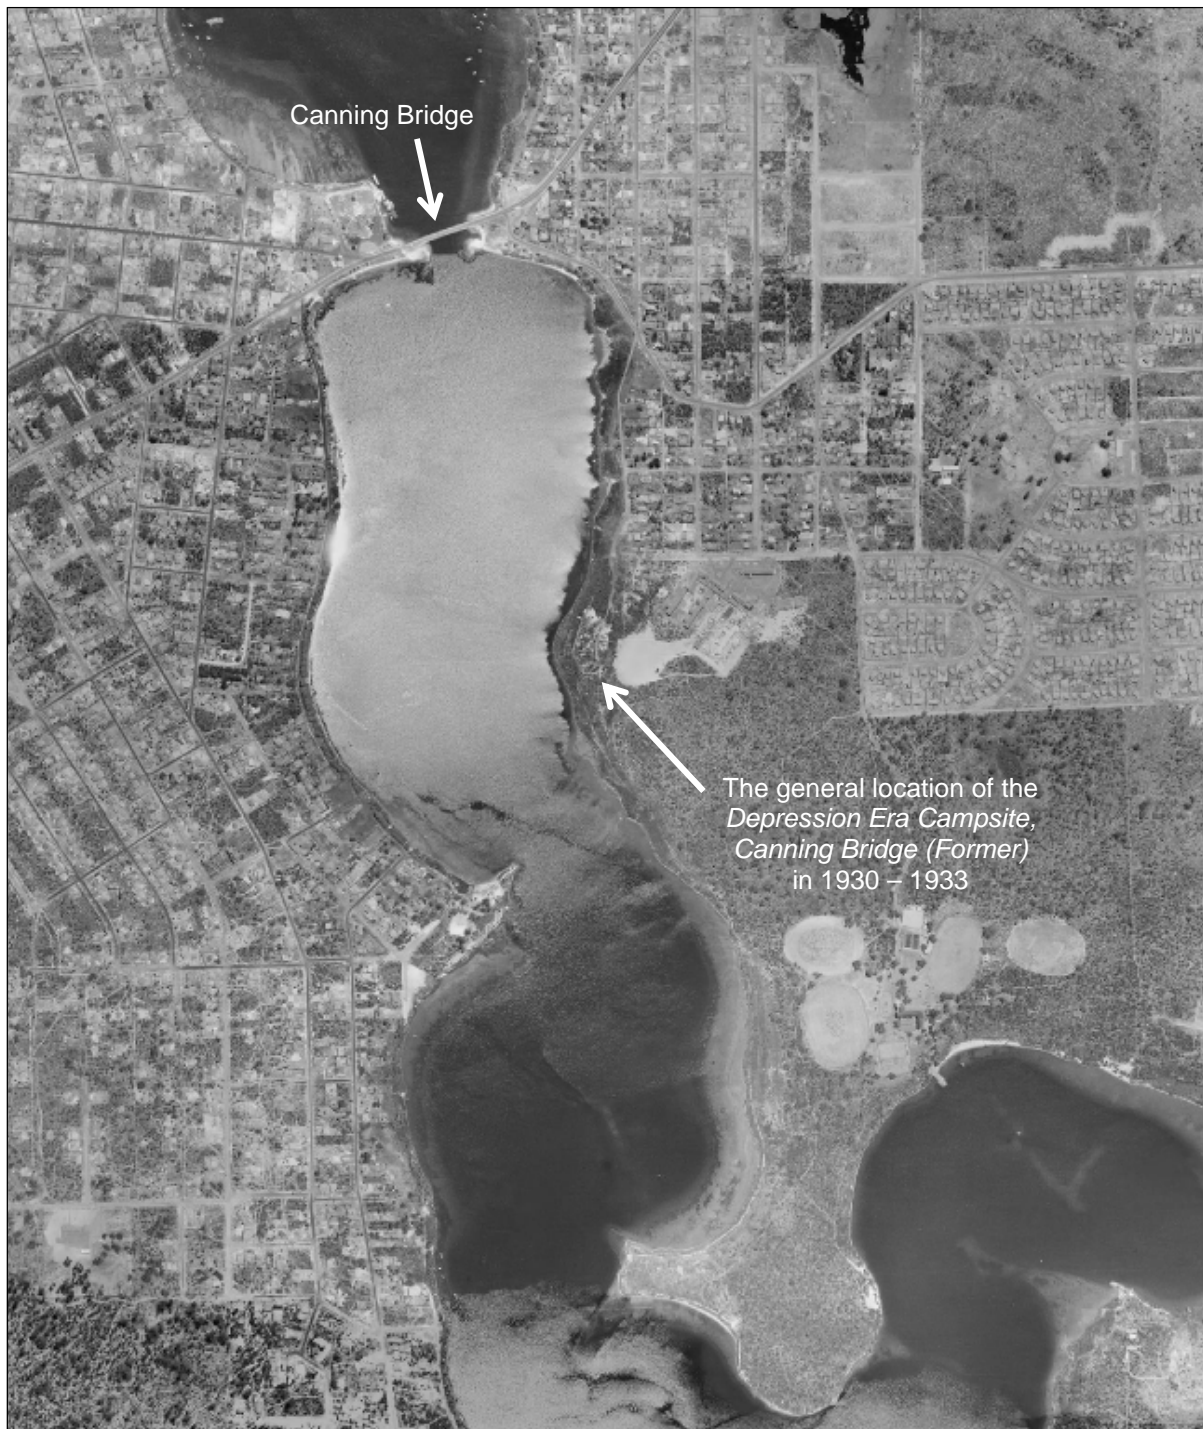 Canning Bridge
The general location of the
Depression Era Campsite,
Canning Bridge (Former)
in 1930 – 1933